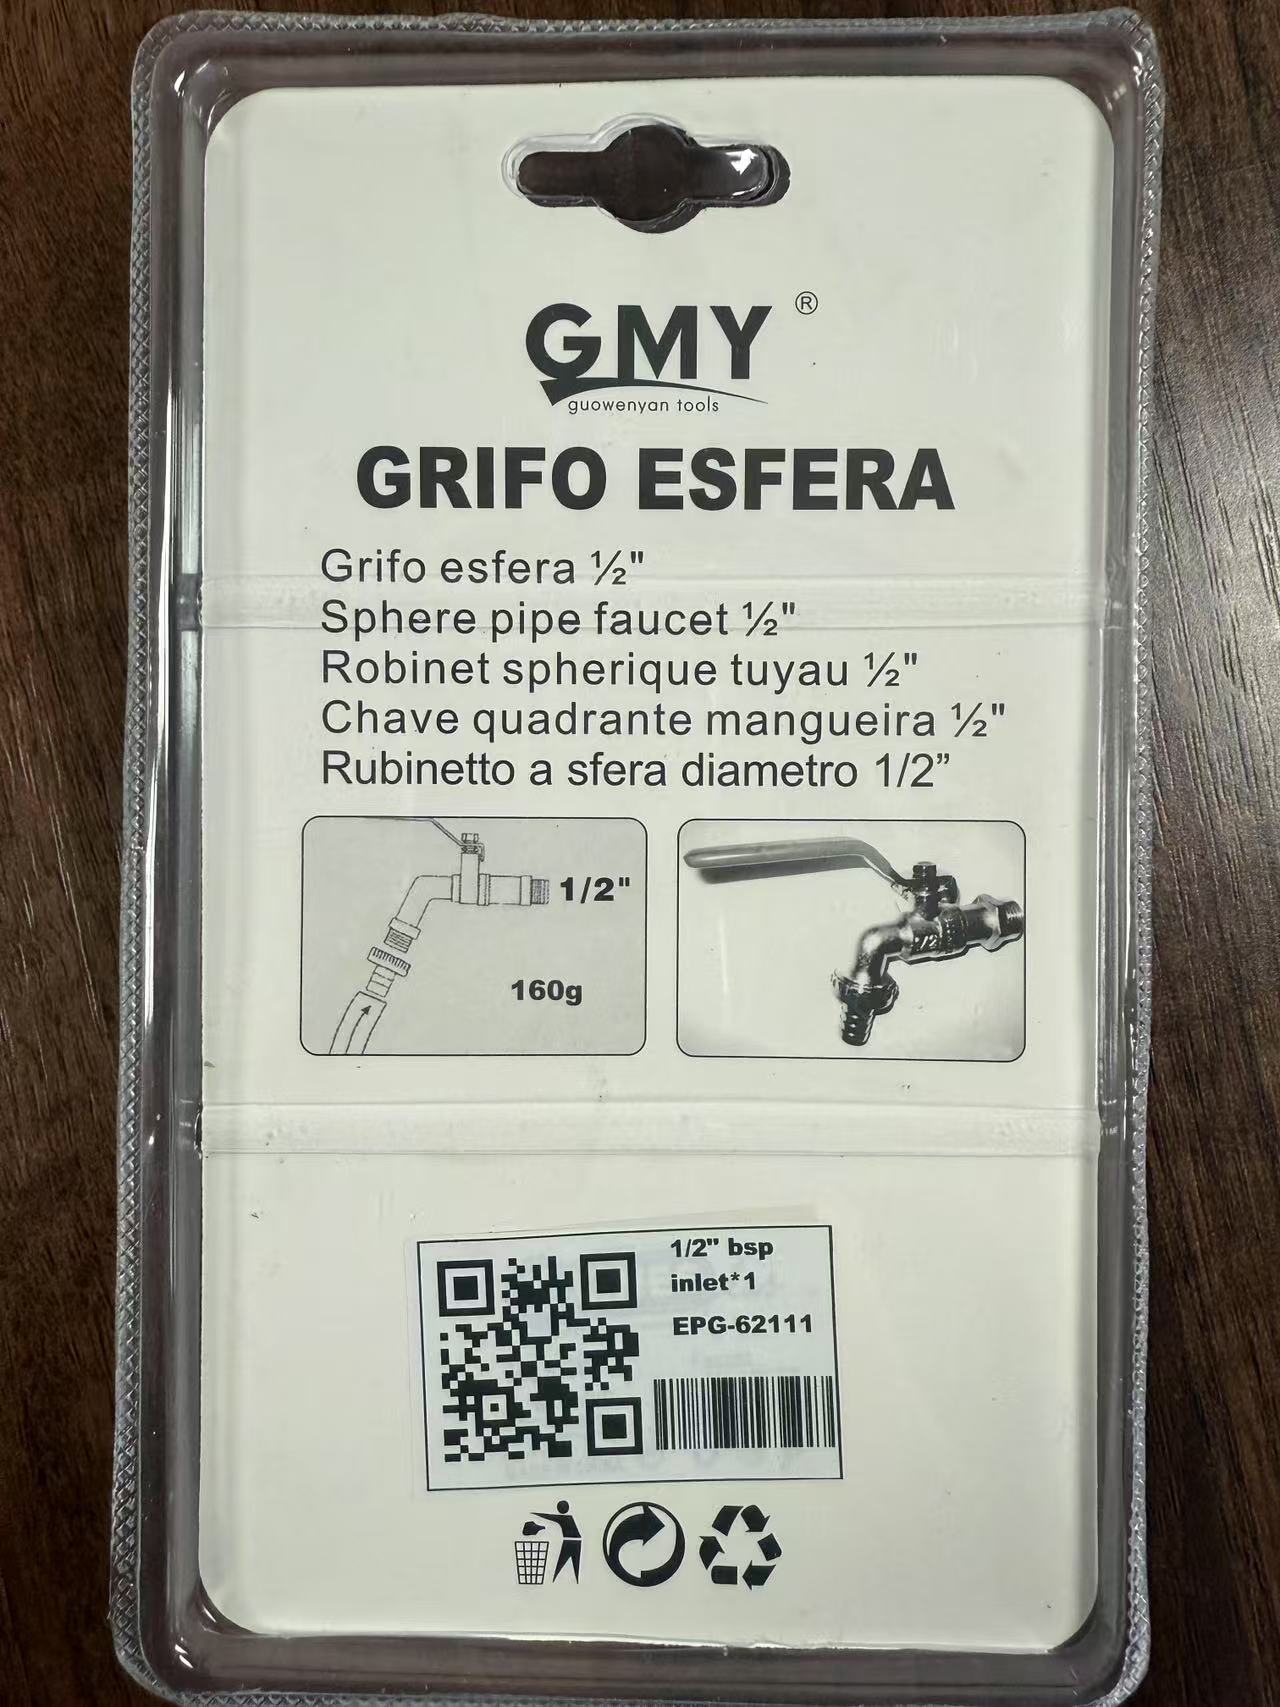 GMY ®
guowenyan tools
GRIFO ESFERA
Grifo esfera ½"
Sphere pipe faucet ½"
Robinet spherique tuyau ½"
Chave quadrante mangueira ½"
Rubinetto a sfera diametro 1/2”
1/2"
160g
1/2
1/2" bsp
inlet*1
EPG-62111